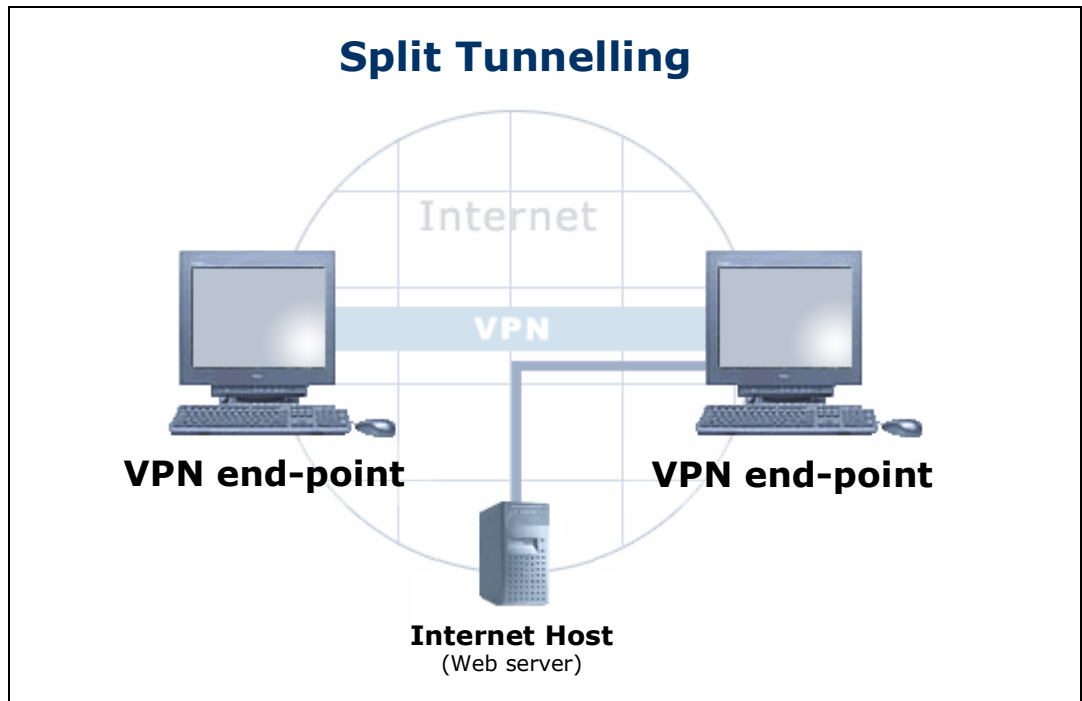 Split Tunnelling
Internet
VPN
VPN end-point
VPN end-point
Internet Host
(Web server)